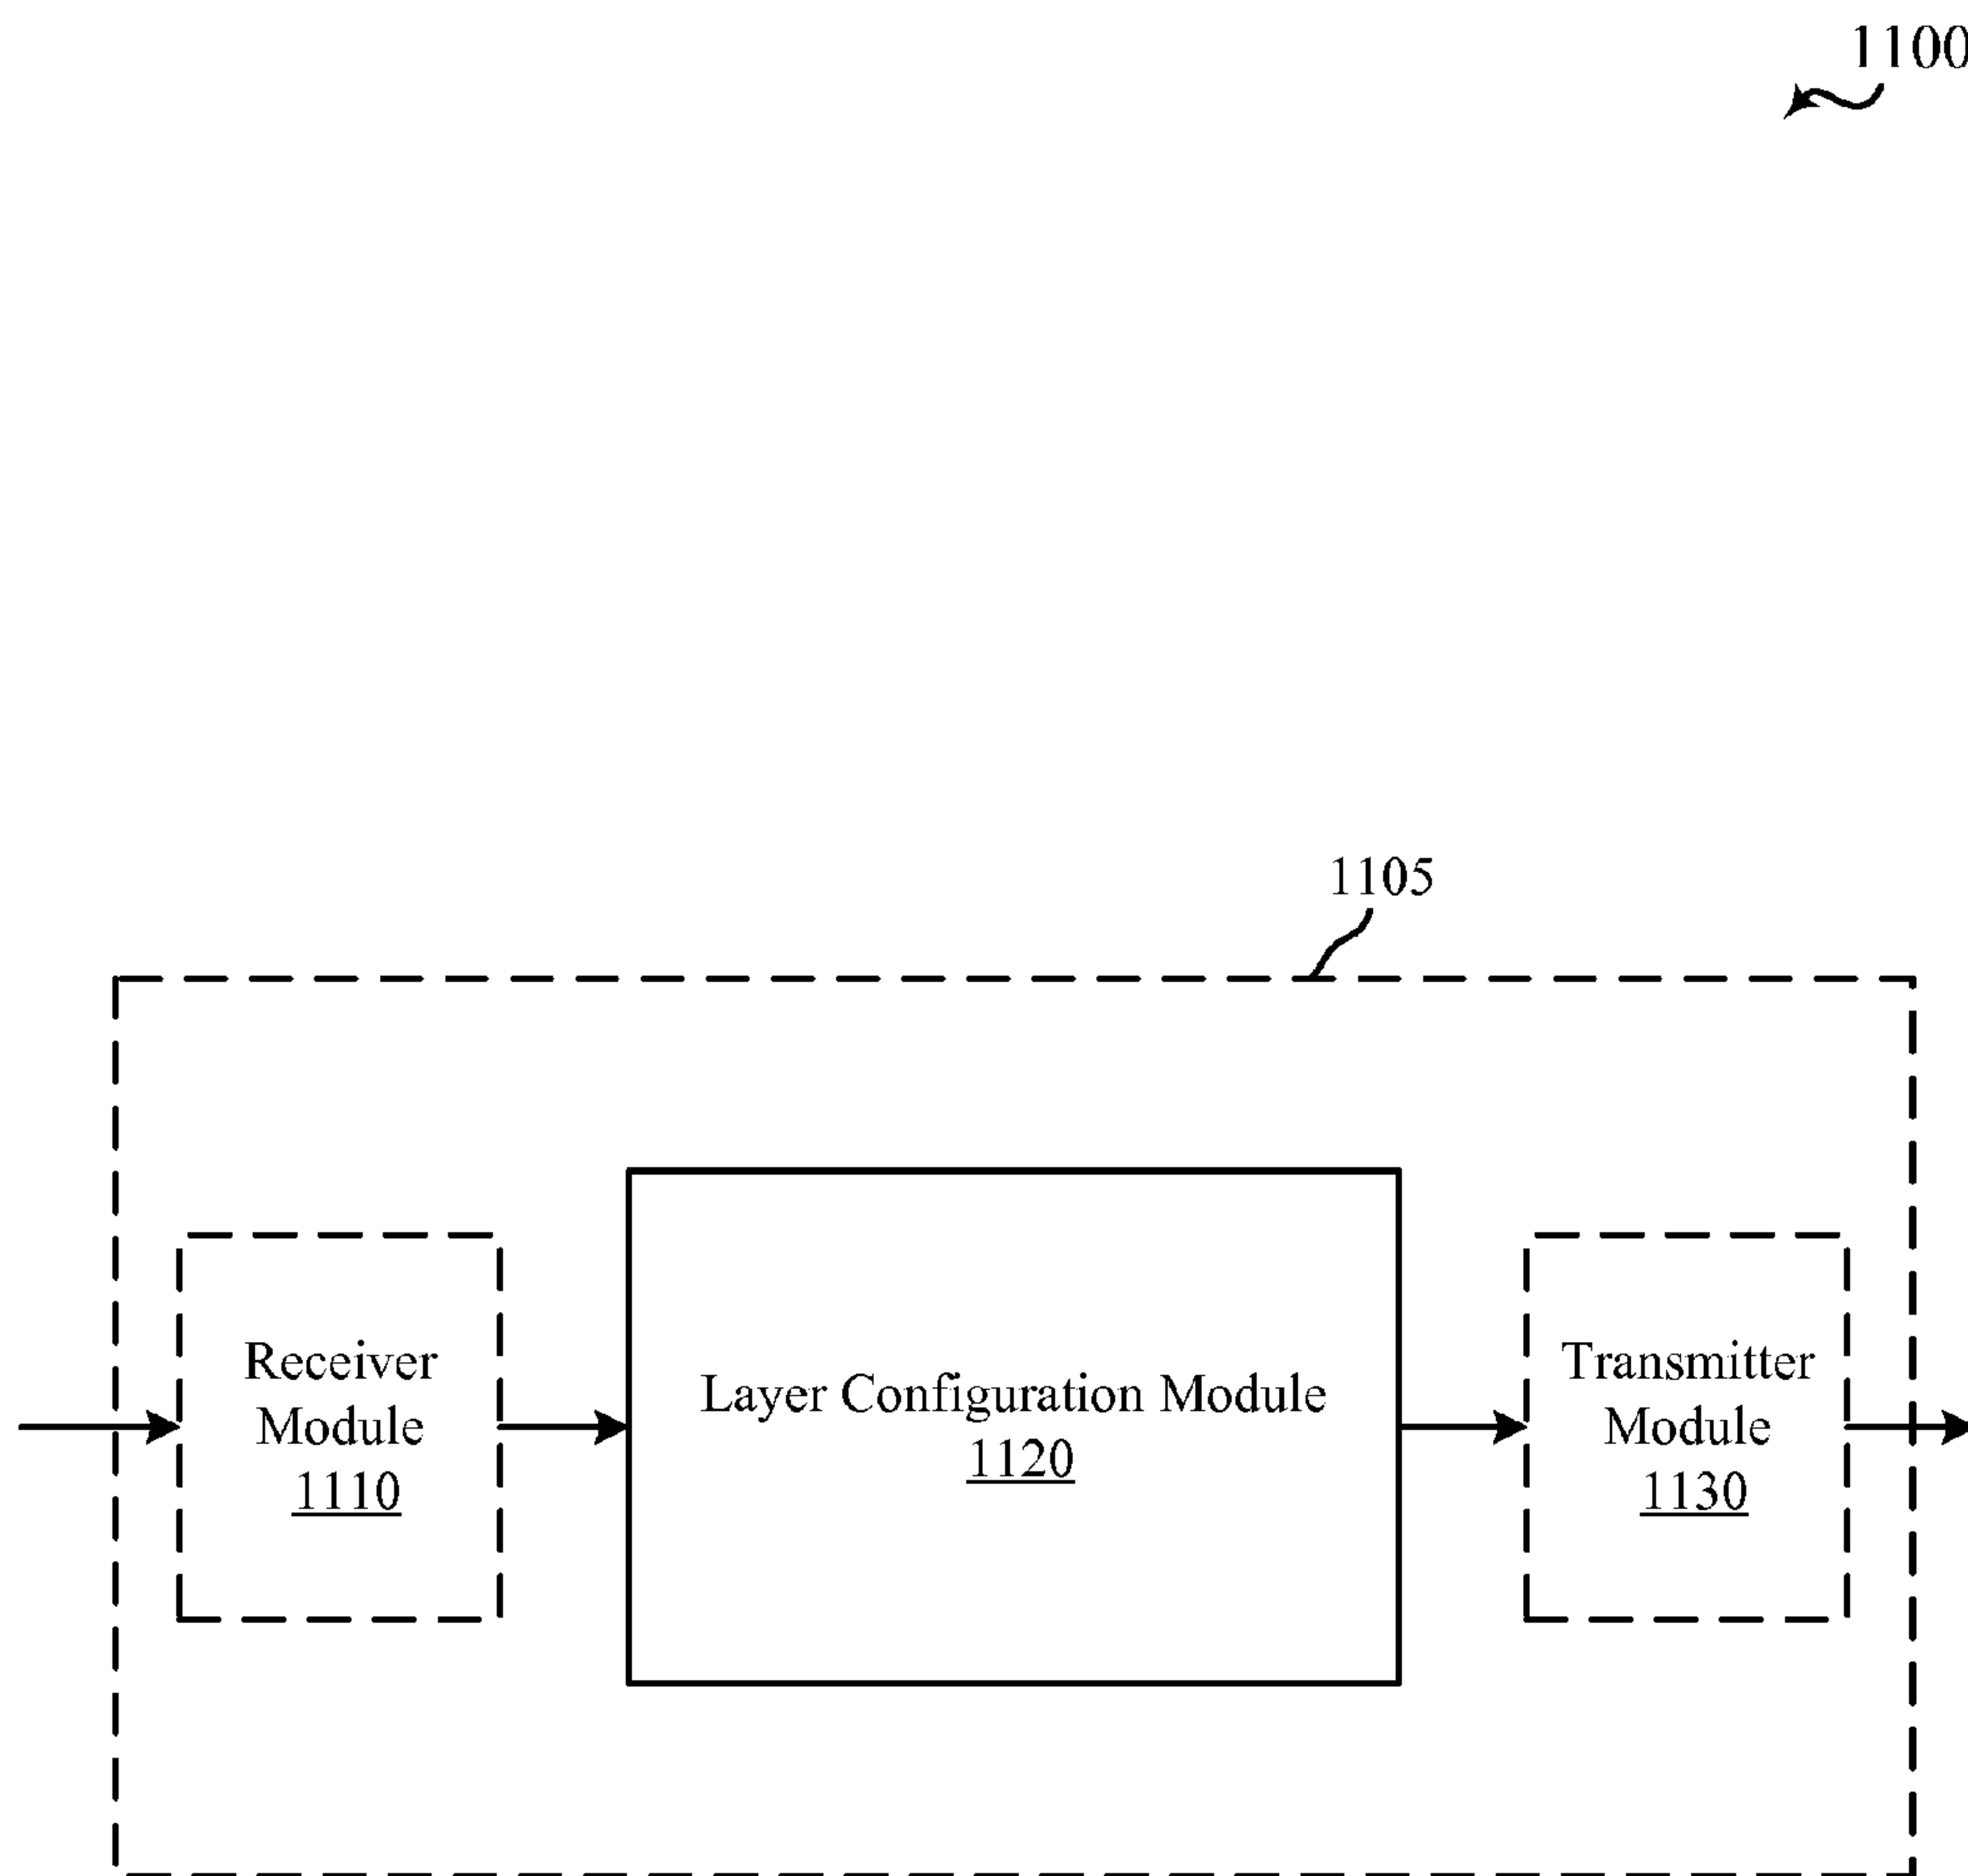 1100
1105
Receiver
Module
1110
Layer Configuration Module
1120
Transmitter
Module
1130